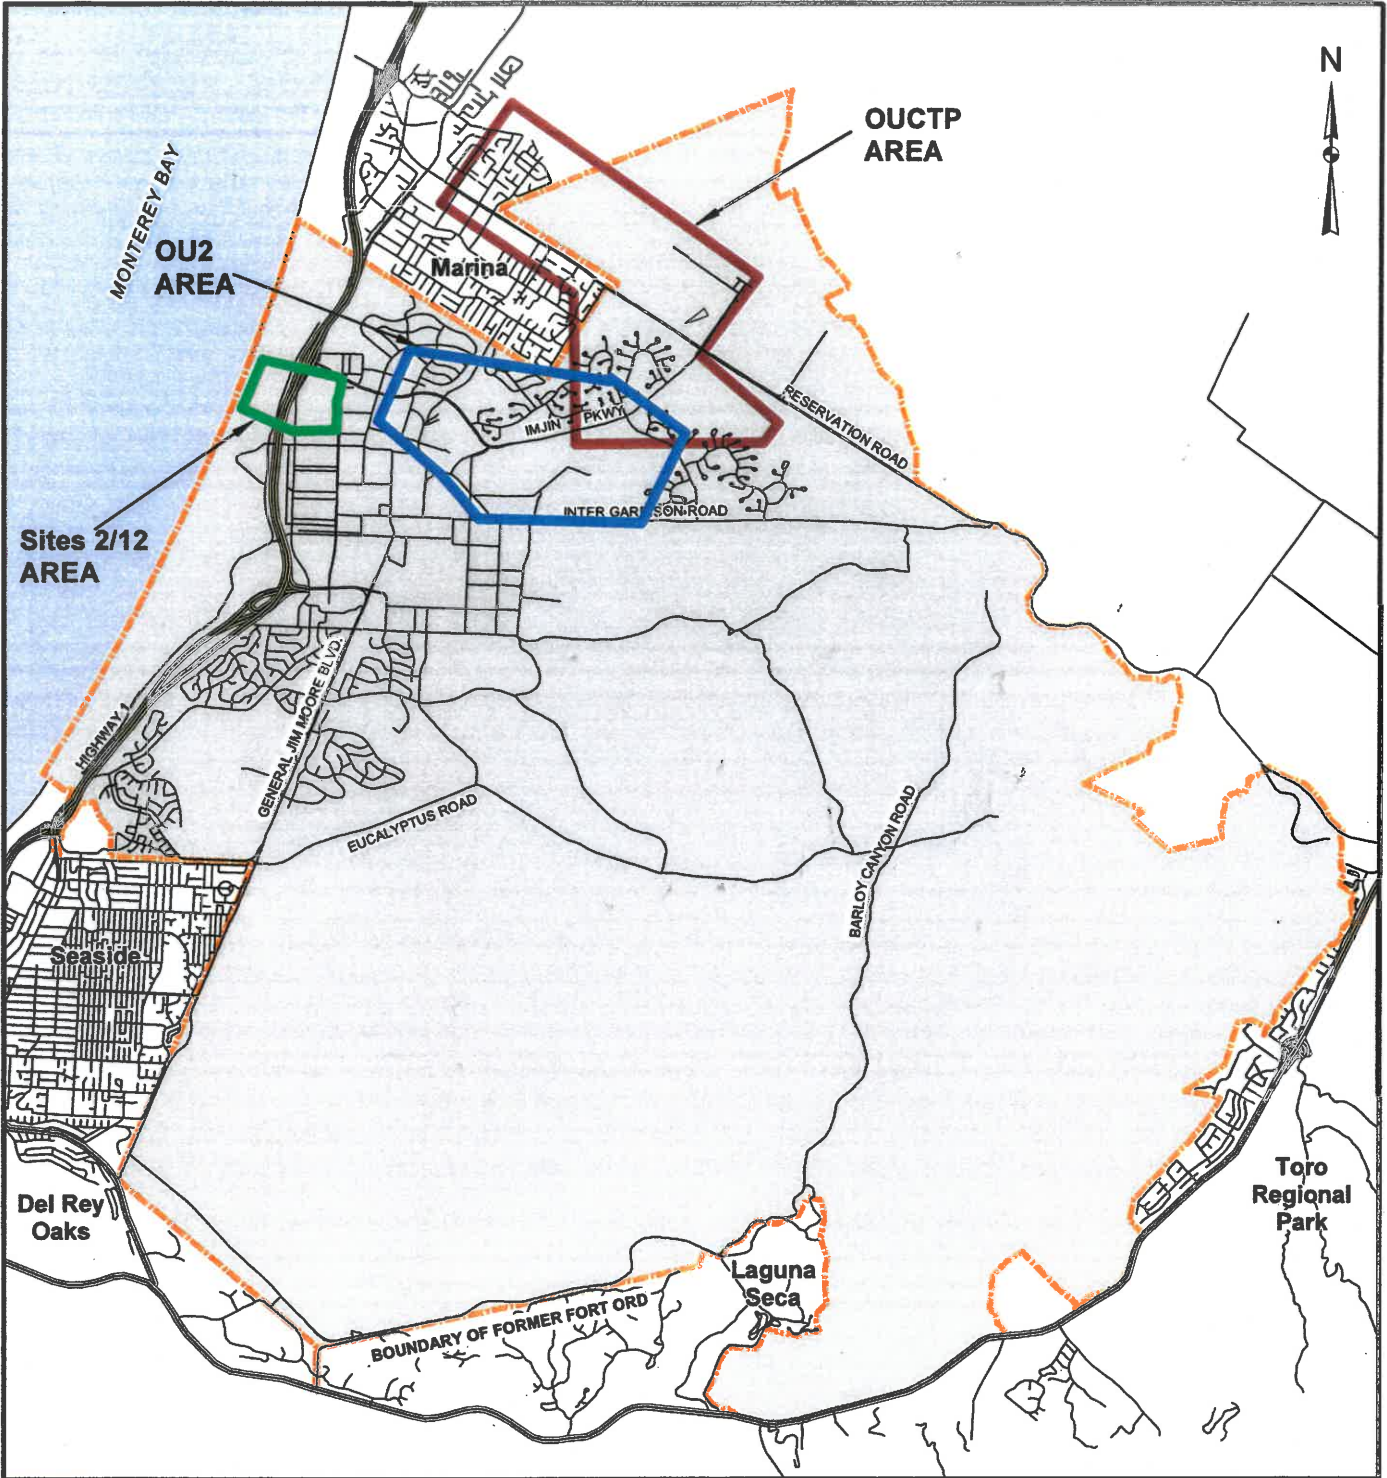 N
OUCTP
AREA
MONTEREY BAY
OU2
AREA
Marina
IMJIN PKWY
RESERVATION ROAD
INTER GARRISON ROAD
Sites 2/12
AREA
HIGHWAY 1
GENERAL JIM MOORE BLVD.
EUCALYPTUS ROAD
BARLOY CANYON ROAD
Seaside
Del Rey
Oaks
Toro
Regional
Park
Laguna
Seca
BOUNDARY OF FORMER FORT ORD